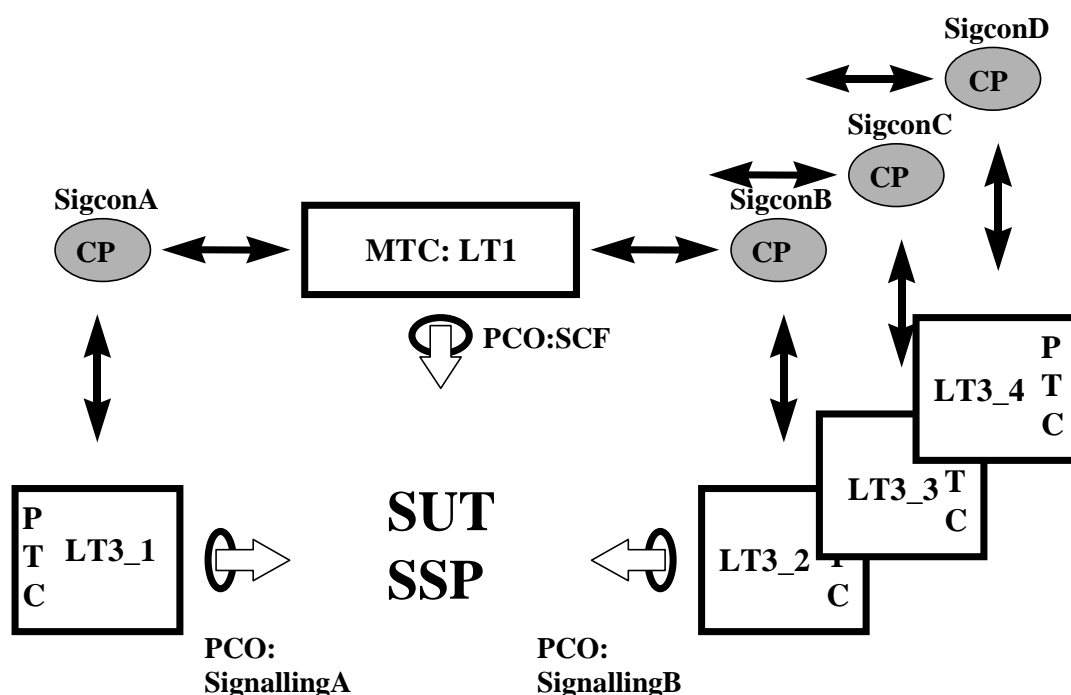 SigconD
CP
SigconC
CP
SigconA
SigconB
CP
MTC: LT1
CP
PCO:SCF
P
T
C
LT3_4
LT3_3
T
C
SUT
SSP
P
T
C
LT3_1
LT3_2
C
PCO:
SignallingA
PCO:
SignallingB